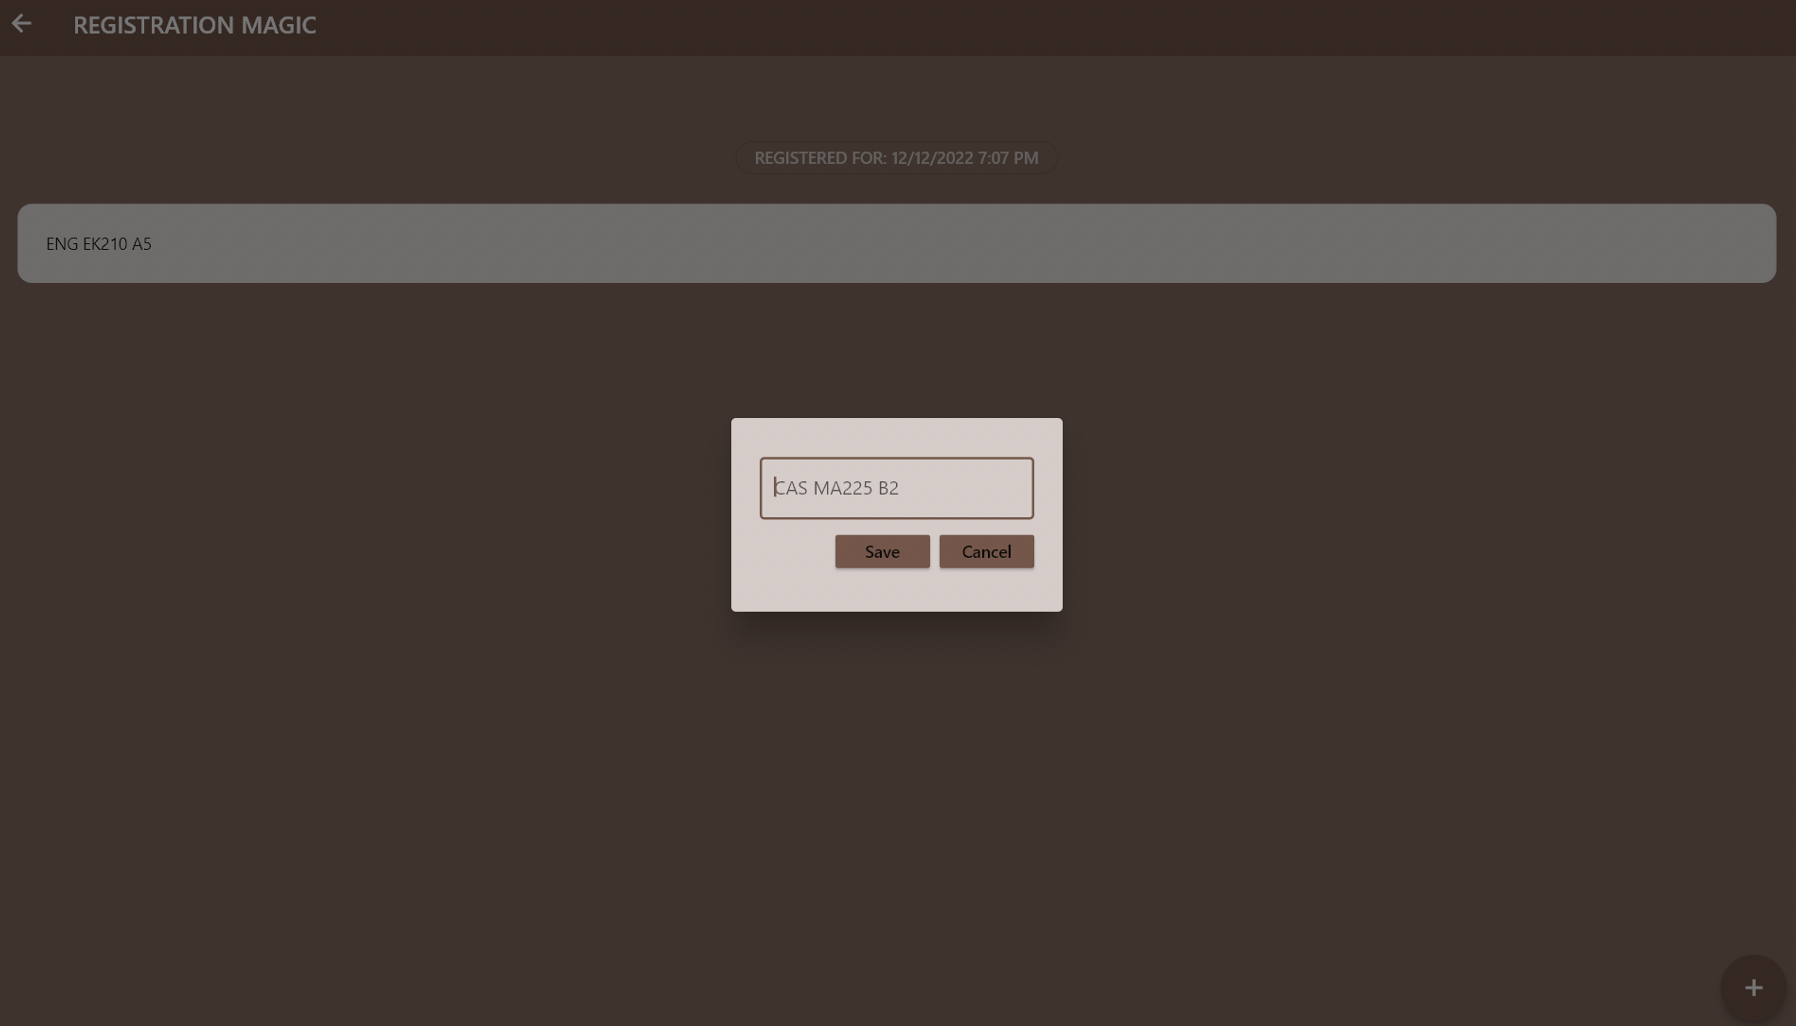 REGISTRATION MAGIC
REGISTERED FOR: 12/12/2022 7:07 PM
ENG EK210 A5
CAS MA225 B2
Save
Cancel
+